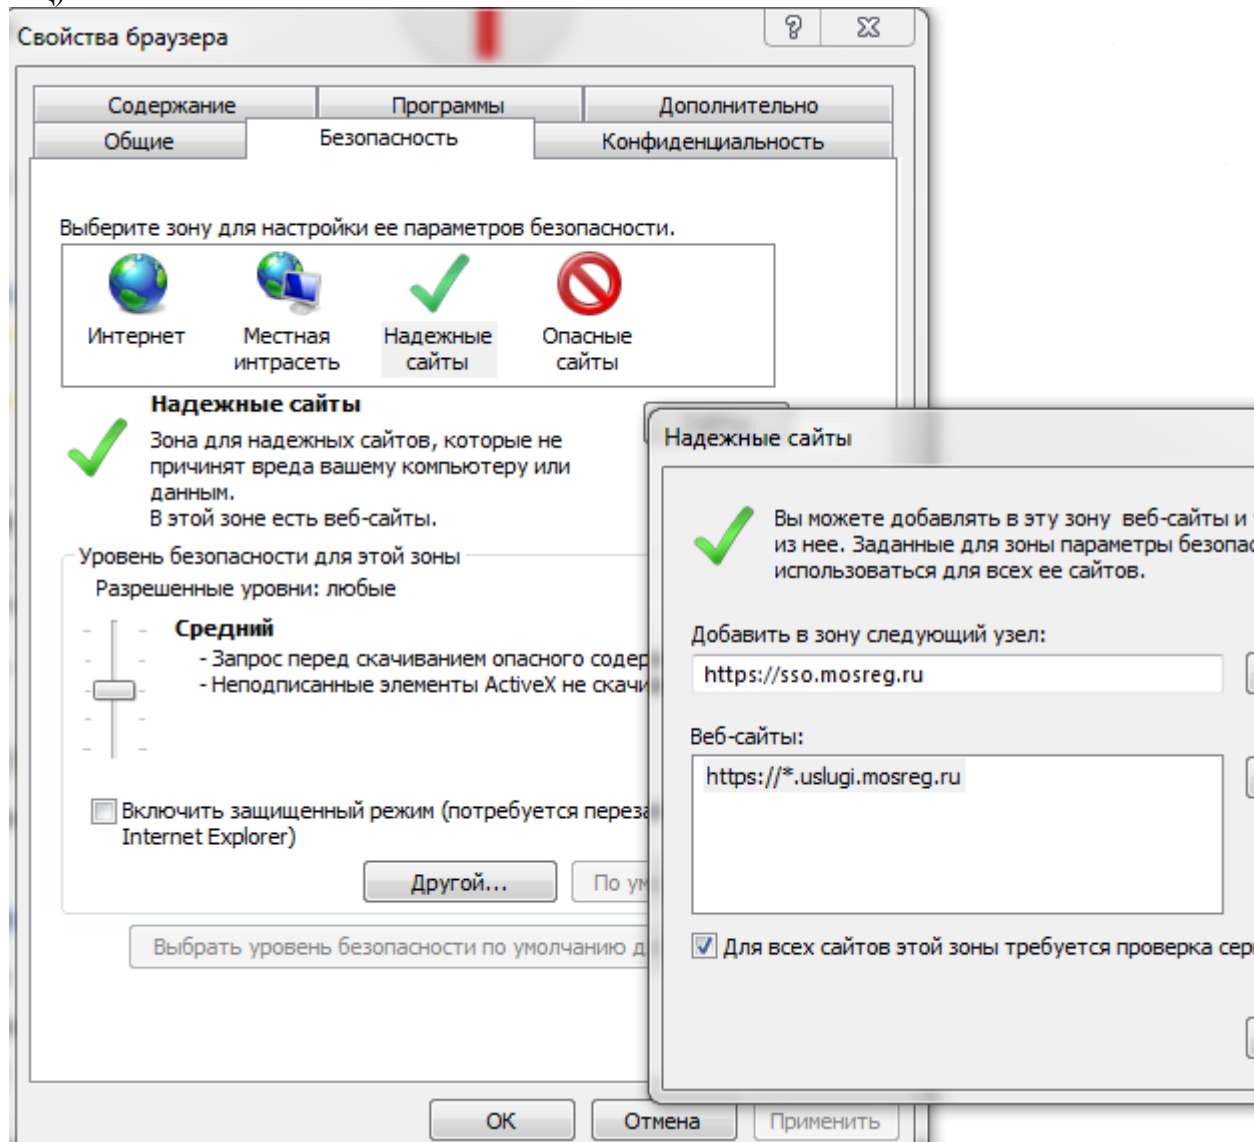 Свойства браузера
Содержание
Программы
Дополнительно
Общие
Безопасность
Конфиденциальность
Выберите зону для настройки ее параметров безопасности.
Интернет
Местная
интрасеть
Надежные
сайты
Опасные
сайты
Надежные сайты
Зона для надежных сайтов, которые не
причинят вреда вашему компьютеру или
данным.
В этой зоне есть веб-сайты.
Уровень безопасности для этой зоны
Разрешенные уровни: любые
Средний
- Запрос перед скачиванием опасного содер
- Неподписанные элементы ActiveX не скачи
Включить защищенный режим (потребуется переза
Internet Explorer)
Другой...
По ум
Выбрать уровень безопасности по умолчанию д
ОК
Отмена
Применить
Надежные сайты
Вы можете добавлять в эту зону веб-сайты и
из нее. Заданные для зоны параметры безопас
использоваться для всех ее сайтов.
Добавить в зону следующий узел:
https://sso.mosreg.ru
Веб-сайты:
https://*.uslugi.mosreg.ru
Для всех сайтов этой зоны требуется проверка сер